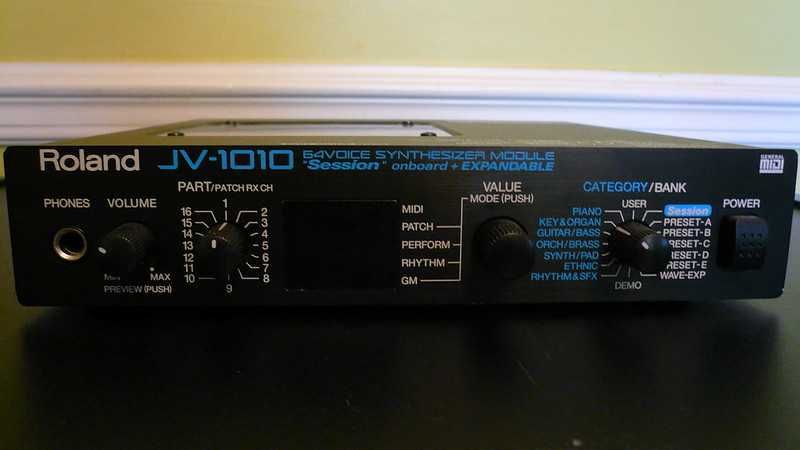 Roland JV-1010 64VOICE SYNTHESIZER MODULE
"Session" onboard + EXPANDABLE
GENERAL MIDI
PHONES
VOLUME
MAX
PREVIEW (PUSH)
PART/PATCH RX CH
1
16 2
15 3
14 4
13 5
12 6
11 7
10 8
9
MIDI
PATCH
PERFORM
RHYTHM
GM
VALUE
MODE (PUSH)
CATEGORY/BANK
USER
PIANO Session
KEY & ORGAN PRESET-A
GUITAR/BASS PRESET-B
ORCH/BRASS PRESET-C
SYNTH/PAD RESET-D
ETHNIC RESET-E
RHYTHM & SFX WAVE-EXP
DEMO
POWER